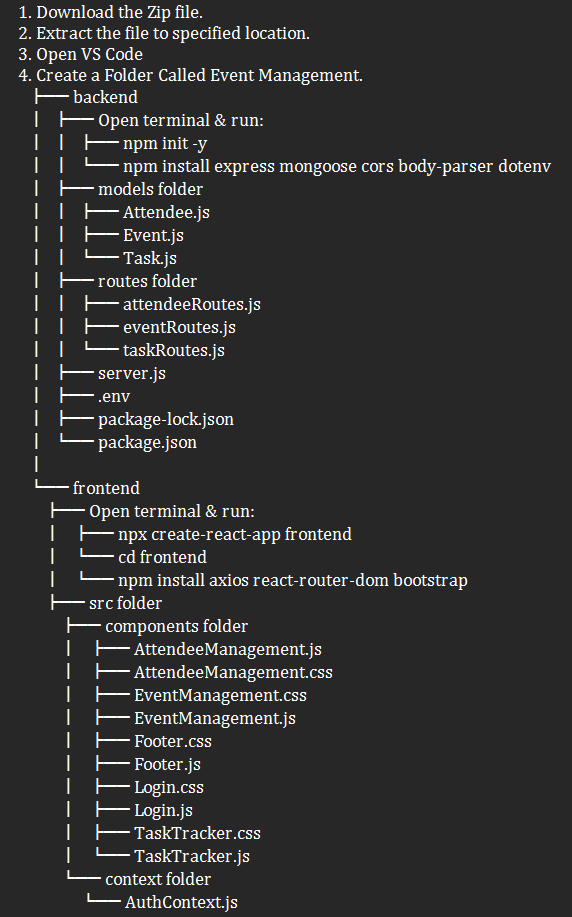 1. Download the Zip file.
2. Extract the file to specified location.
3. Open VS Code
4. Create a Folder Called Event Management.
├── backend
│ ├── Open terminal & run:
│ │ ├── npm init -y
│ │ └── npm install express mongoose cors body-parser dotenv
│ ├── models folder
│ │ ├── Attendee.js
│ │ ├── Event.js
│ │ └── Task.js
│ ├── routes folder
│ │ ├── attendeeRoutes.js
│ │ ├── eventRoutes.js
│ │ └── taskRoutes.js
│ ├── server.js
│ ├── .env
│ ├── package-lock.json
│ └── package.json
│
└── frontend
├── Open terminal & run:
│ ├── npx create-react-app frontend
│ └── cd frontend
│ └── npm install axios react-router-dom bootstrap
├── src folder
├── components folder
│ ├── AttendeeManagement.js
│ ├── AttendeeManagement.css
│ ├── EventManagement.css
│ ├── EventManagement.js
│ ├── Footer.css
│ ├── Footer.js
│ ├── Login.css
│ ├── Login.js
│ ├── TaskTracker.css
│ └── TaskTracker.js
└── context folder
└── AuthContext.js